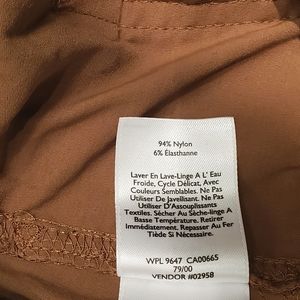 94% Nylon
6% Élasthanne
Laver En Lave-Linge A L' Eau
Froide, Cycle Délicat, Avec
Couleurs Semblables. Ne Pas
Utiliser De Javellisant. Ne Pas
Utiliser D'Assouplissants
Textiles. Sécher Au Sèche-linge A
Basse Température. Retirer
Immédiatement. Repasser Au Fer
Tiède Si Nécessaire.
WPL 9647 CA00665
79/00
VENDOR #02958